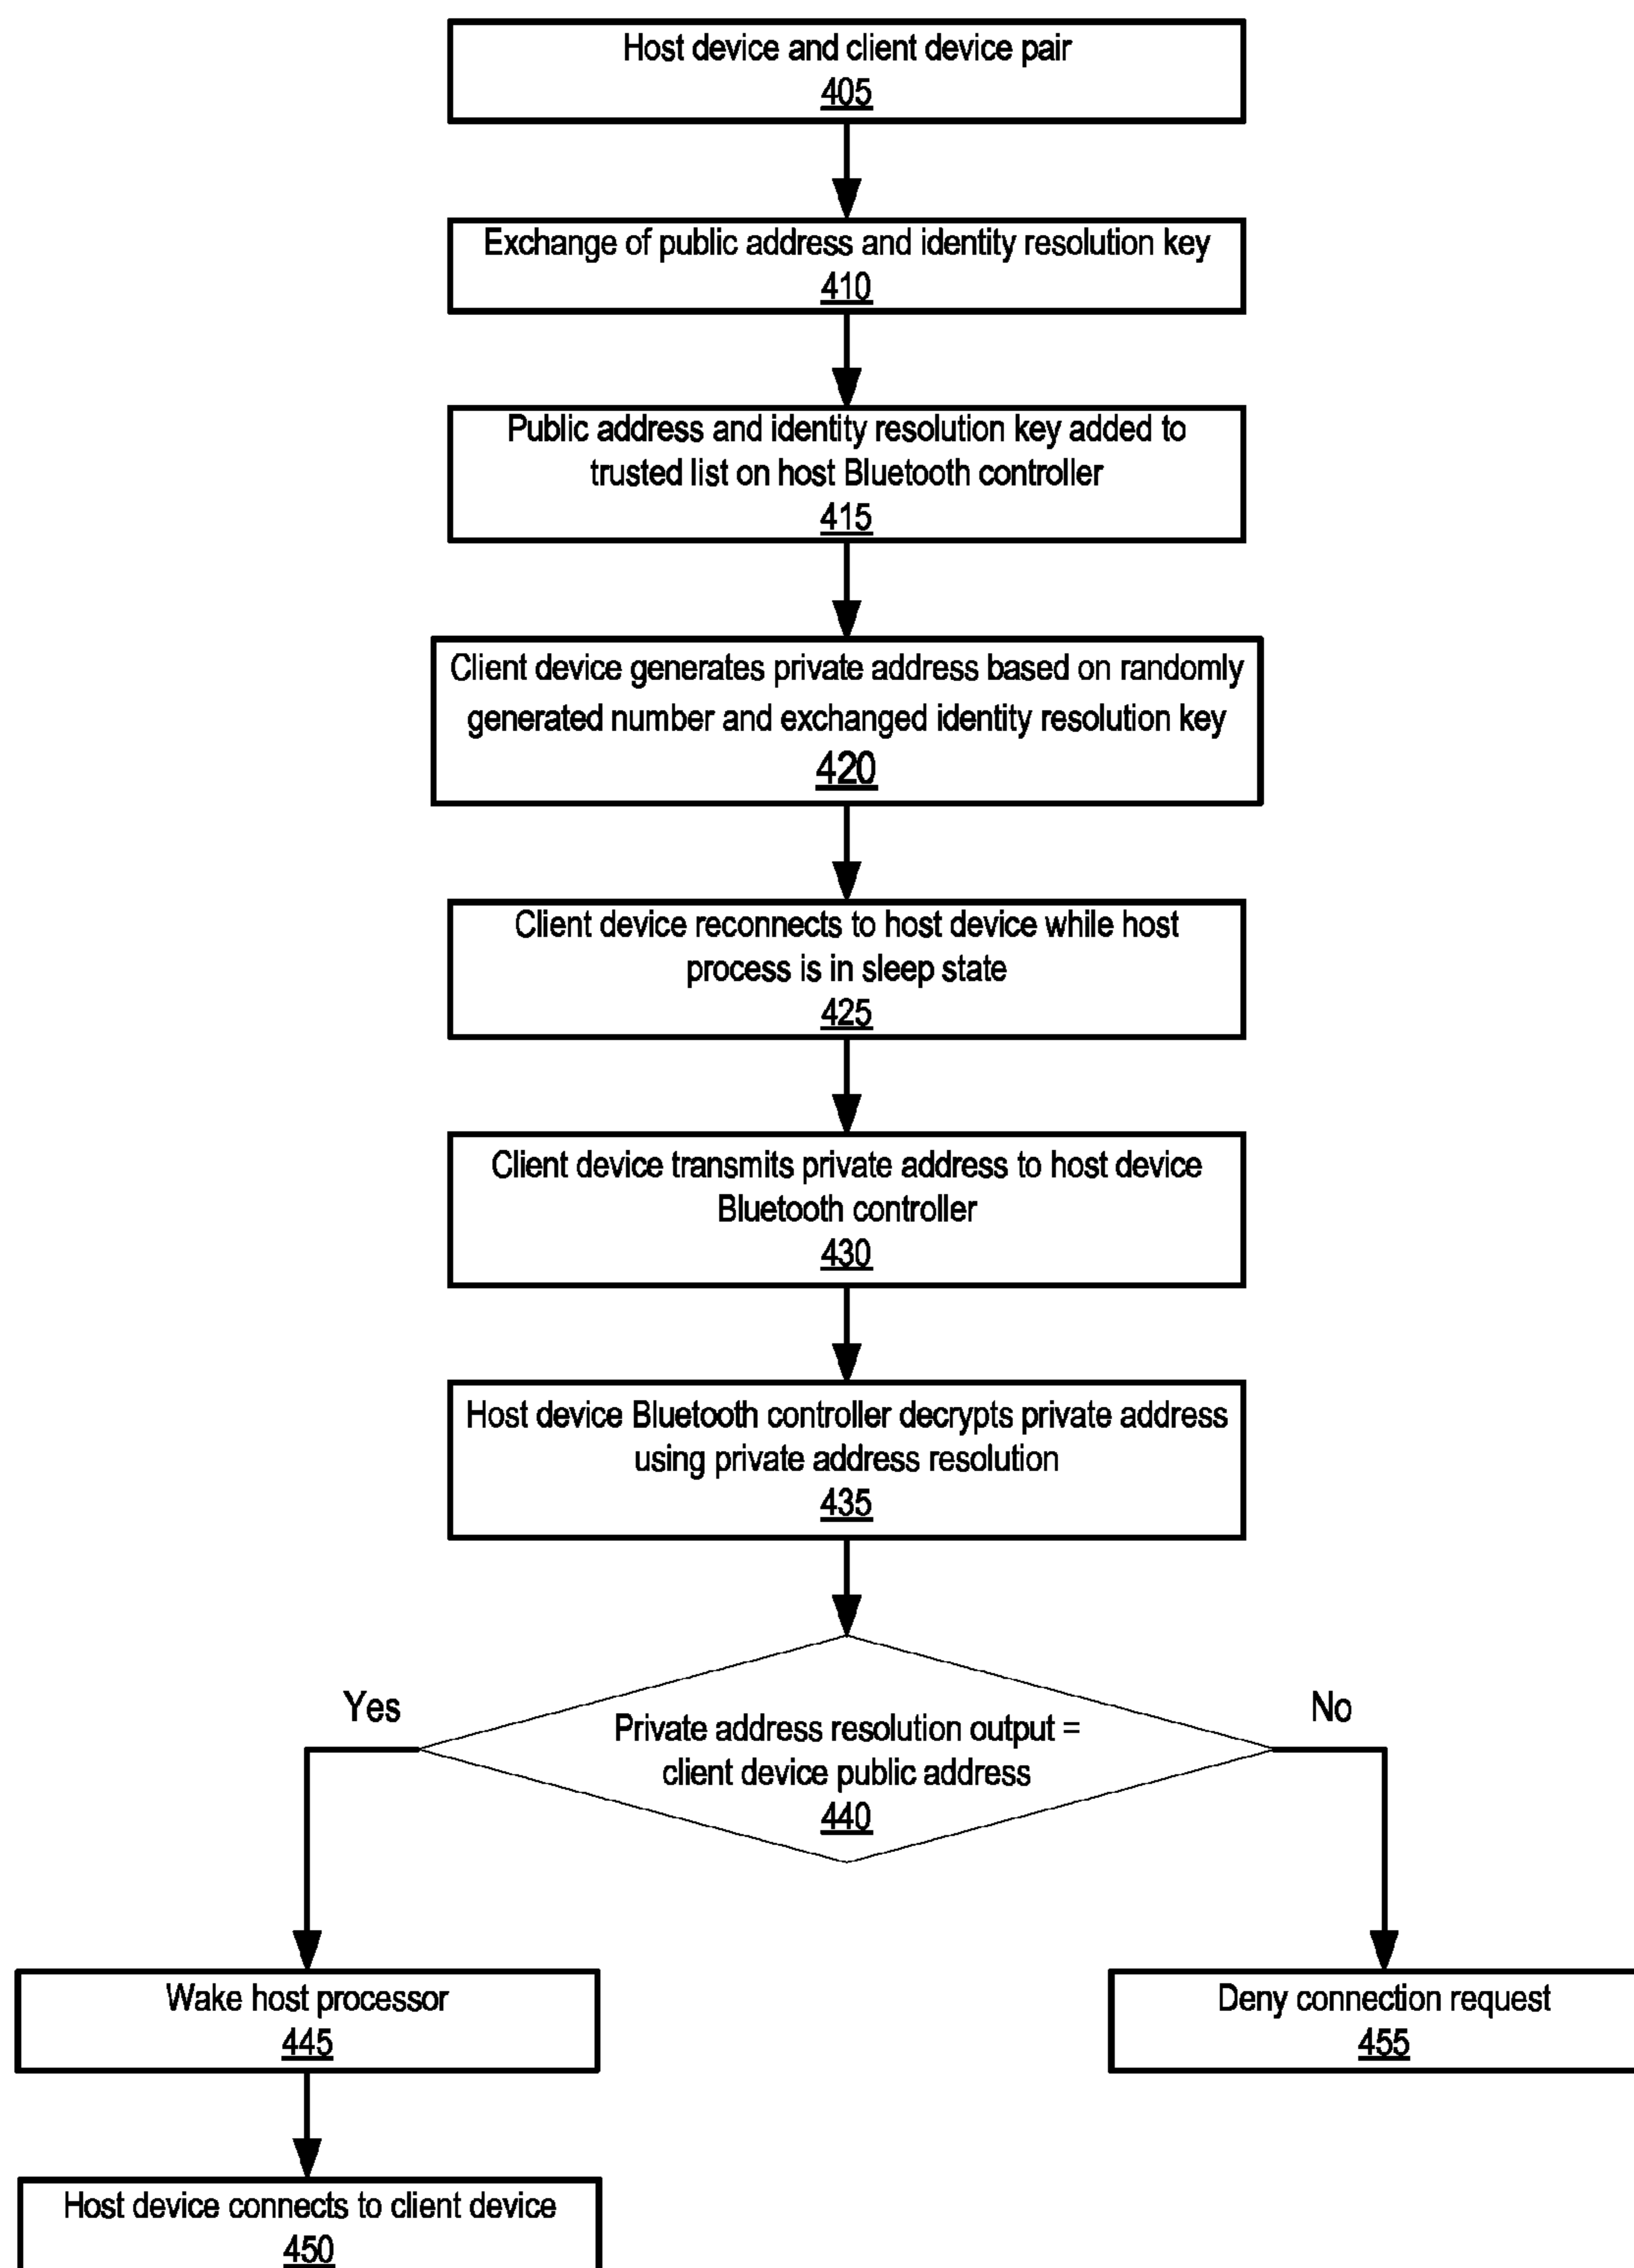 Host device and client device pair
405
Exchange of public address and identity resolution key
410
Public address and identity resolution key added to
trusted list on host Bluetooth controller
415
Client device generates private address based on randomly
generated number and exchanged identity resolution key
420
Client device reconnects to host device while host
process is in sleep state
425
Client device transmits private address to host device
Bluetooth controller
430
Host device Bluetooth controller decrypts private address
using private address resolution
435
Yes
No
Private address resolution output =
client device public address
440
Wake host processor
445
Deny connection request
455
Host device connects to client device
450